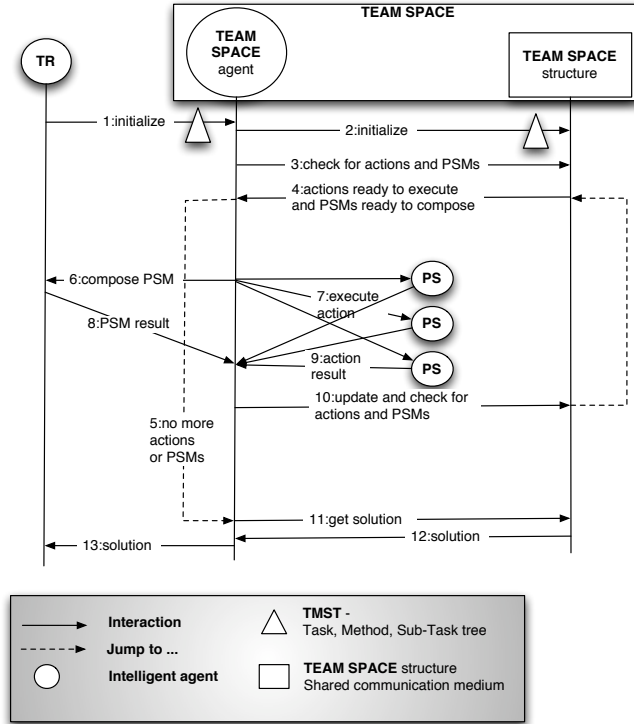 TEAM SPACE
TR
TEAM
SPACE
agent
TEAM SPACE
structure
1:initialize
2:initialize
3:check for actions and PSMs
4:actions ready to execute
and PSMs ready to compose
6:compose PSM
PS
7:execute
action
8:PSM result
PS
9:action
result
PS
10:update and check for
actions and PSMs
5:no more
actions
or PSMs
11:get solution
12:solution
13:solution
Interaction
Jump to ...
Intelligent agent
TMST -
Task, Method, Sub-Task tree
TEAM SPACE structure
Shared communication medium